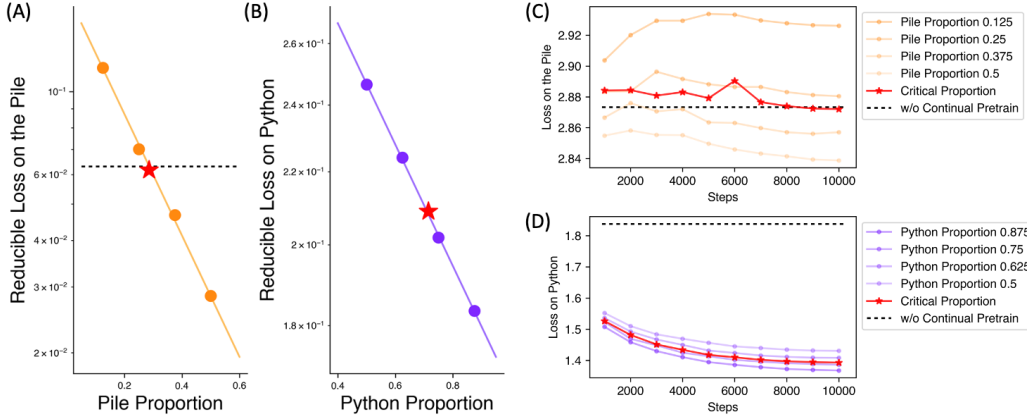 (A)
Reducible Loss on the Pile
10⁻¹
6 × 10⁻²
4 × 10⁻²
3 × 10⁻²
2 × 10⁻²
0.2
0.4
0.6
Pile Proportion
(B)
Reducible Loss on Python
2.6 × 10⁻¹
2.4 × 10⁻¹
2.2 × 10⁻¹
2 × 10⁻¹
1.8 × 10⁻¹
0.4
0.6
0.8
Python Proportion
(C)
Loss on the Pile
2.92
2.90
2.88
2.86
2.84
2000
4000
6000
8000
10000
Steps
Pile Proportion 0.125
Pile Proportion 0.25
Pile Proportion 0.375
Pile Proportion 0.5
Critical Proportion
w/o Continual Pretrain
(D)
Loss on Python
1.8
1.7
1.6
1.5
1.4
2000
4000
6000
8000
10000
Steps
Python Proportion 0.875
Python Proportion 0.75
Python Proportion 0.625
Python Proportion 0.5
Critical Proportion
w/o Continual Pretrain